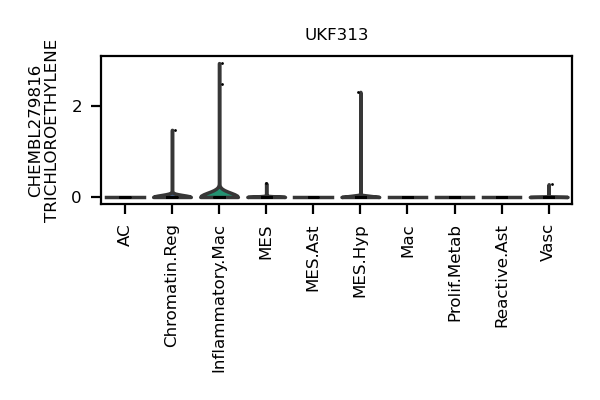 UKF313
CHEMBL279816
TRICHLOROETHYLENE
2
0
AC
Chromatin.Reg
Inflammatory.Mac
MES
MES.Ast
MES.Hyp
Mac
Prolif.Metab
Reactive.Ast
Vasc